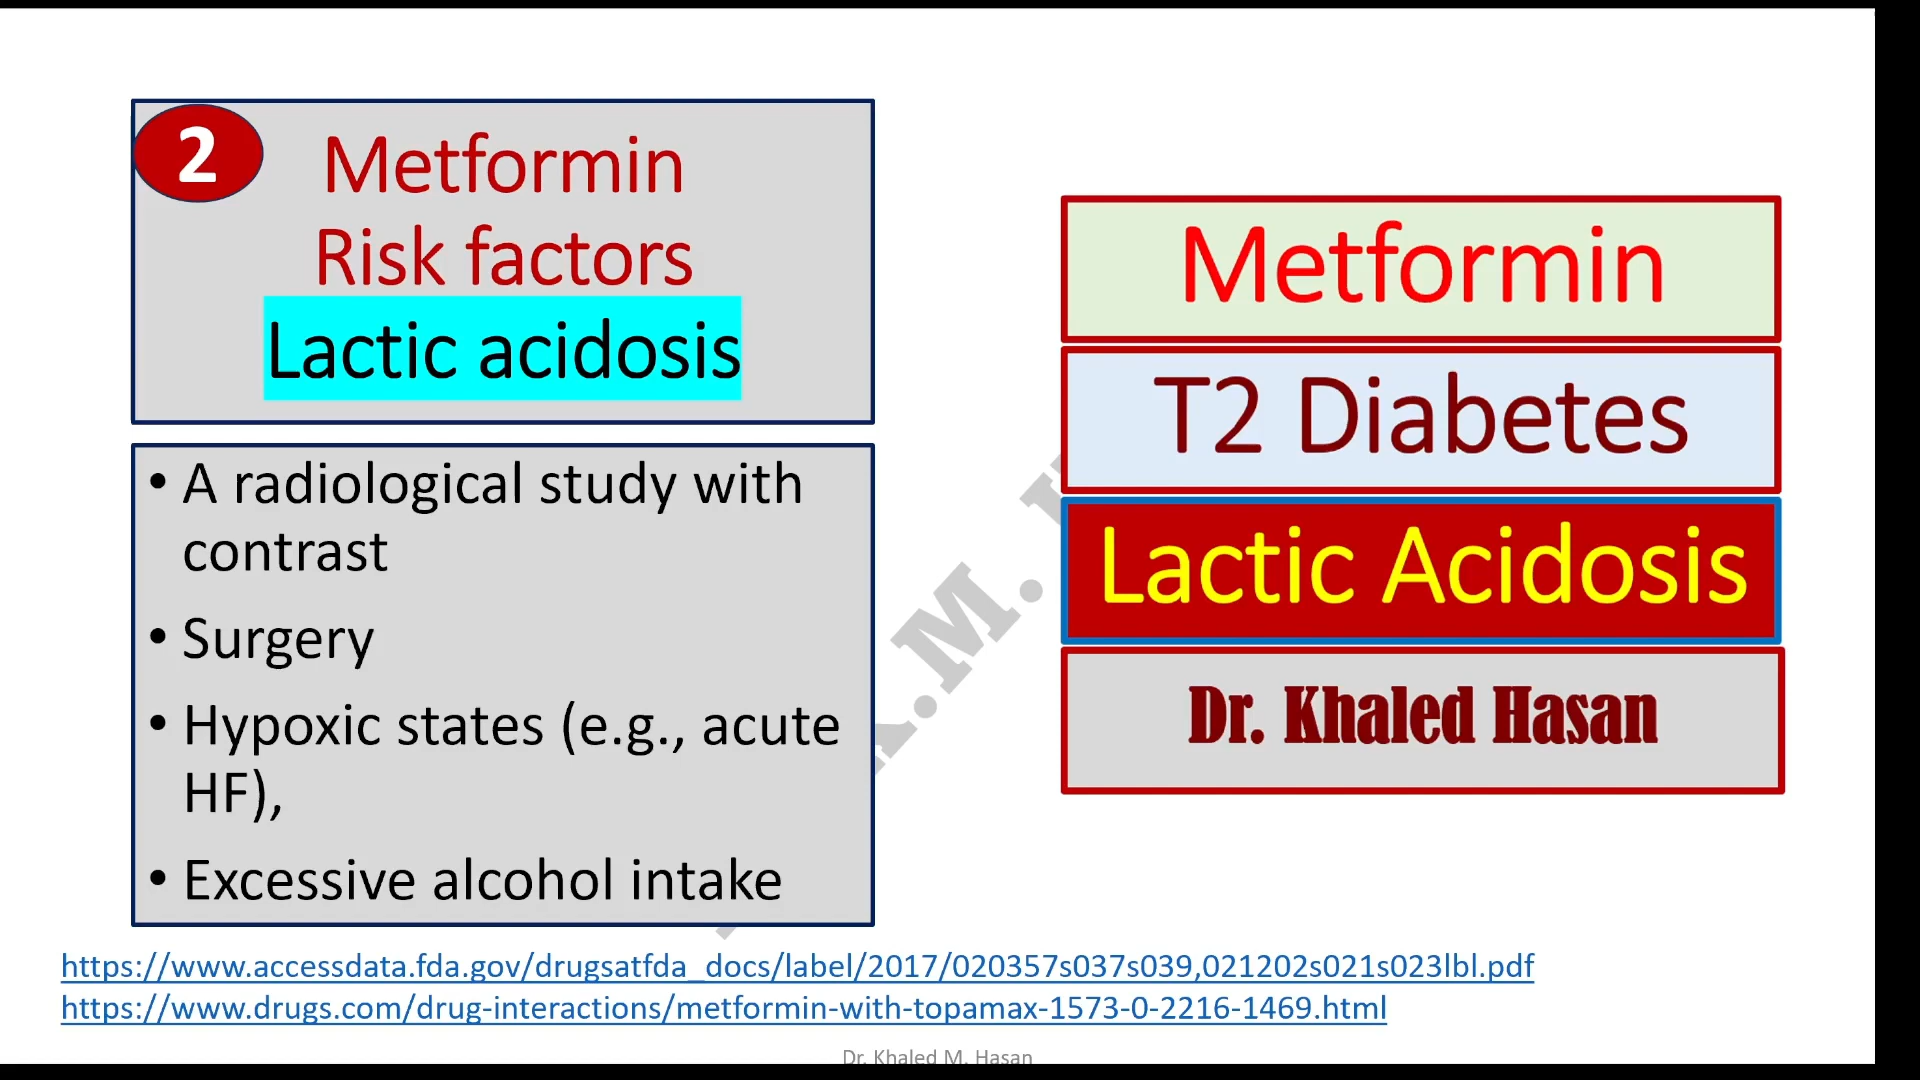 2
Metformin
Risk factors
Lactic acidosis
• A radiological study with
contrast
• Surgery
• Hypoxic states (e.g., acute
HF),
• Excessive alcohol intake
Metformin
T2 Diabetes
Lactic Acidosis
Dr. Khaled Hasan
https://www.accessdata.fda.gov/drugsatfda_docs/label/2017/020357s037s039,021202s021s023lbl.pdf
https://www.drugs.com/drug-interactions/metformin-with-topamax-1573-0-2216-1469.html
Dr. Khaled M. Hasan